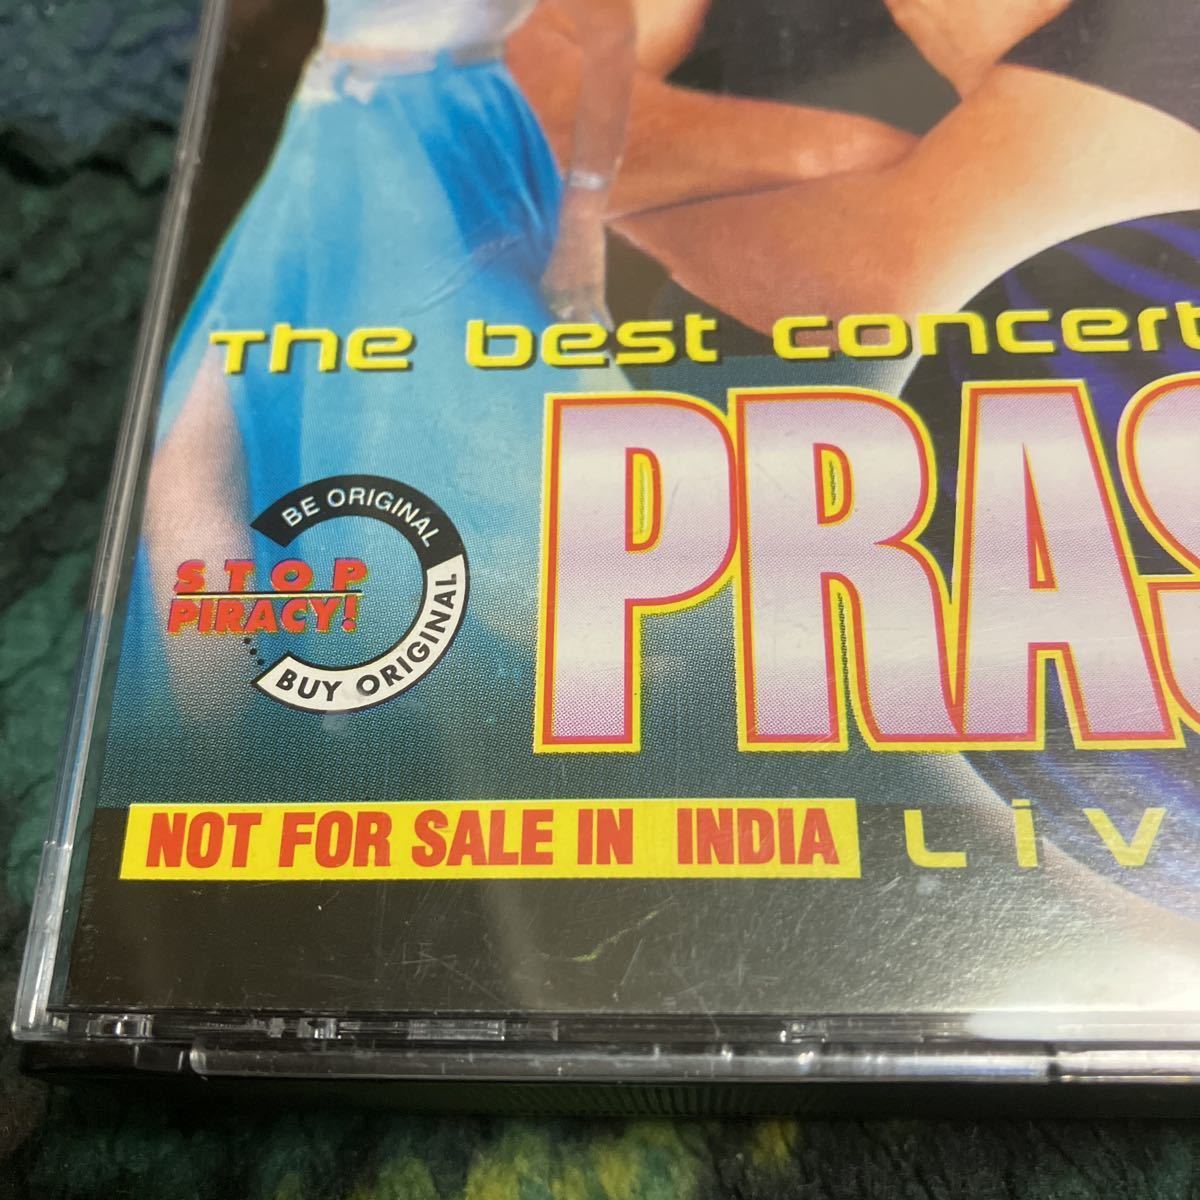 The best concert
PRAS
BE ORIGINAL
STOP
PIRACY!
BUY ORIGINAL
NOT FOR SALE IN INDIA
Liv